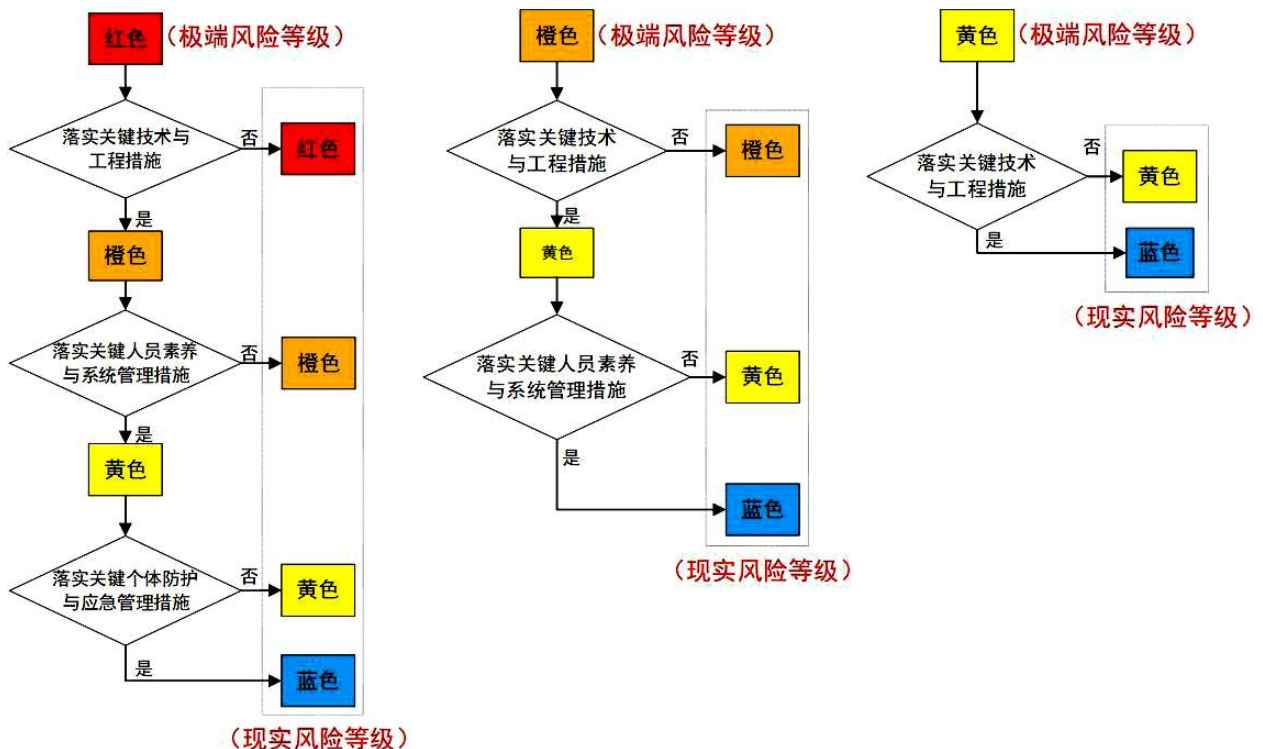 红色
（极端风险等级）
落实关键技术与
工程措施
否
红色
是
橙色
落实关键人员素养
与系统管理措施
否
橙色
是
黄色
落实关键个体防护
与应急管理措施
否
黄色
是
蓝色
（现实风险等级）
橙色
（极端风险等级）
落实关键技术
与工程措施
否
橙色
是
黄色
落实关键人员素养
与系统管理措施
否
黄色
是
蓝色
（现实风险等级）
黄色
（极端风险等级）
落实关键技术
与工程措施
否
黄色
是
蓝色
（现实风险等级）